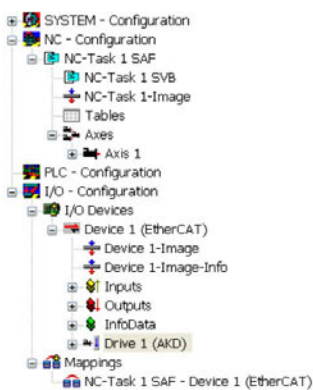 SYSTEM - Configuration
NC - Configuration
NC-Task 1 SAF
NC-Task 1 SVB
NC-Task 1-Image
Tables
Axes
Axis 1
PLC - Configuration
I/O - Configuration
I/O Devices
Device 1 (EtherCAT)
Device 1-Image
Device 1-Image-Info
Inputs
Outputs
InfoData
Drive 1 (AKD)
Mappings
NC-Task 1 SAF - Device 1 (EtherCAT)